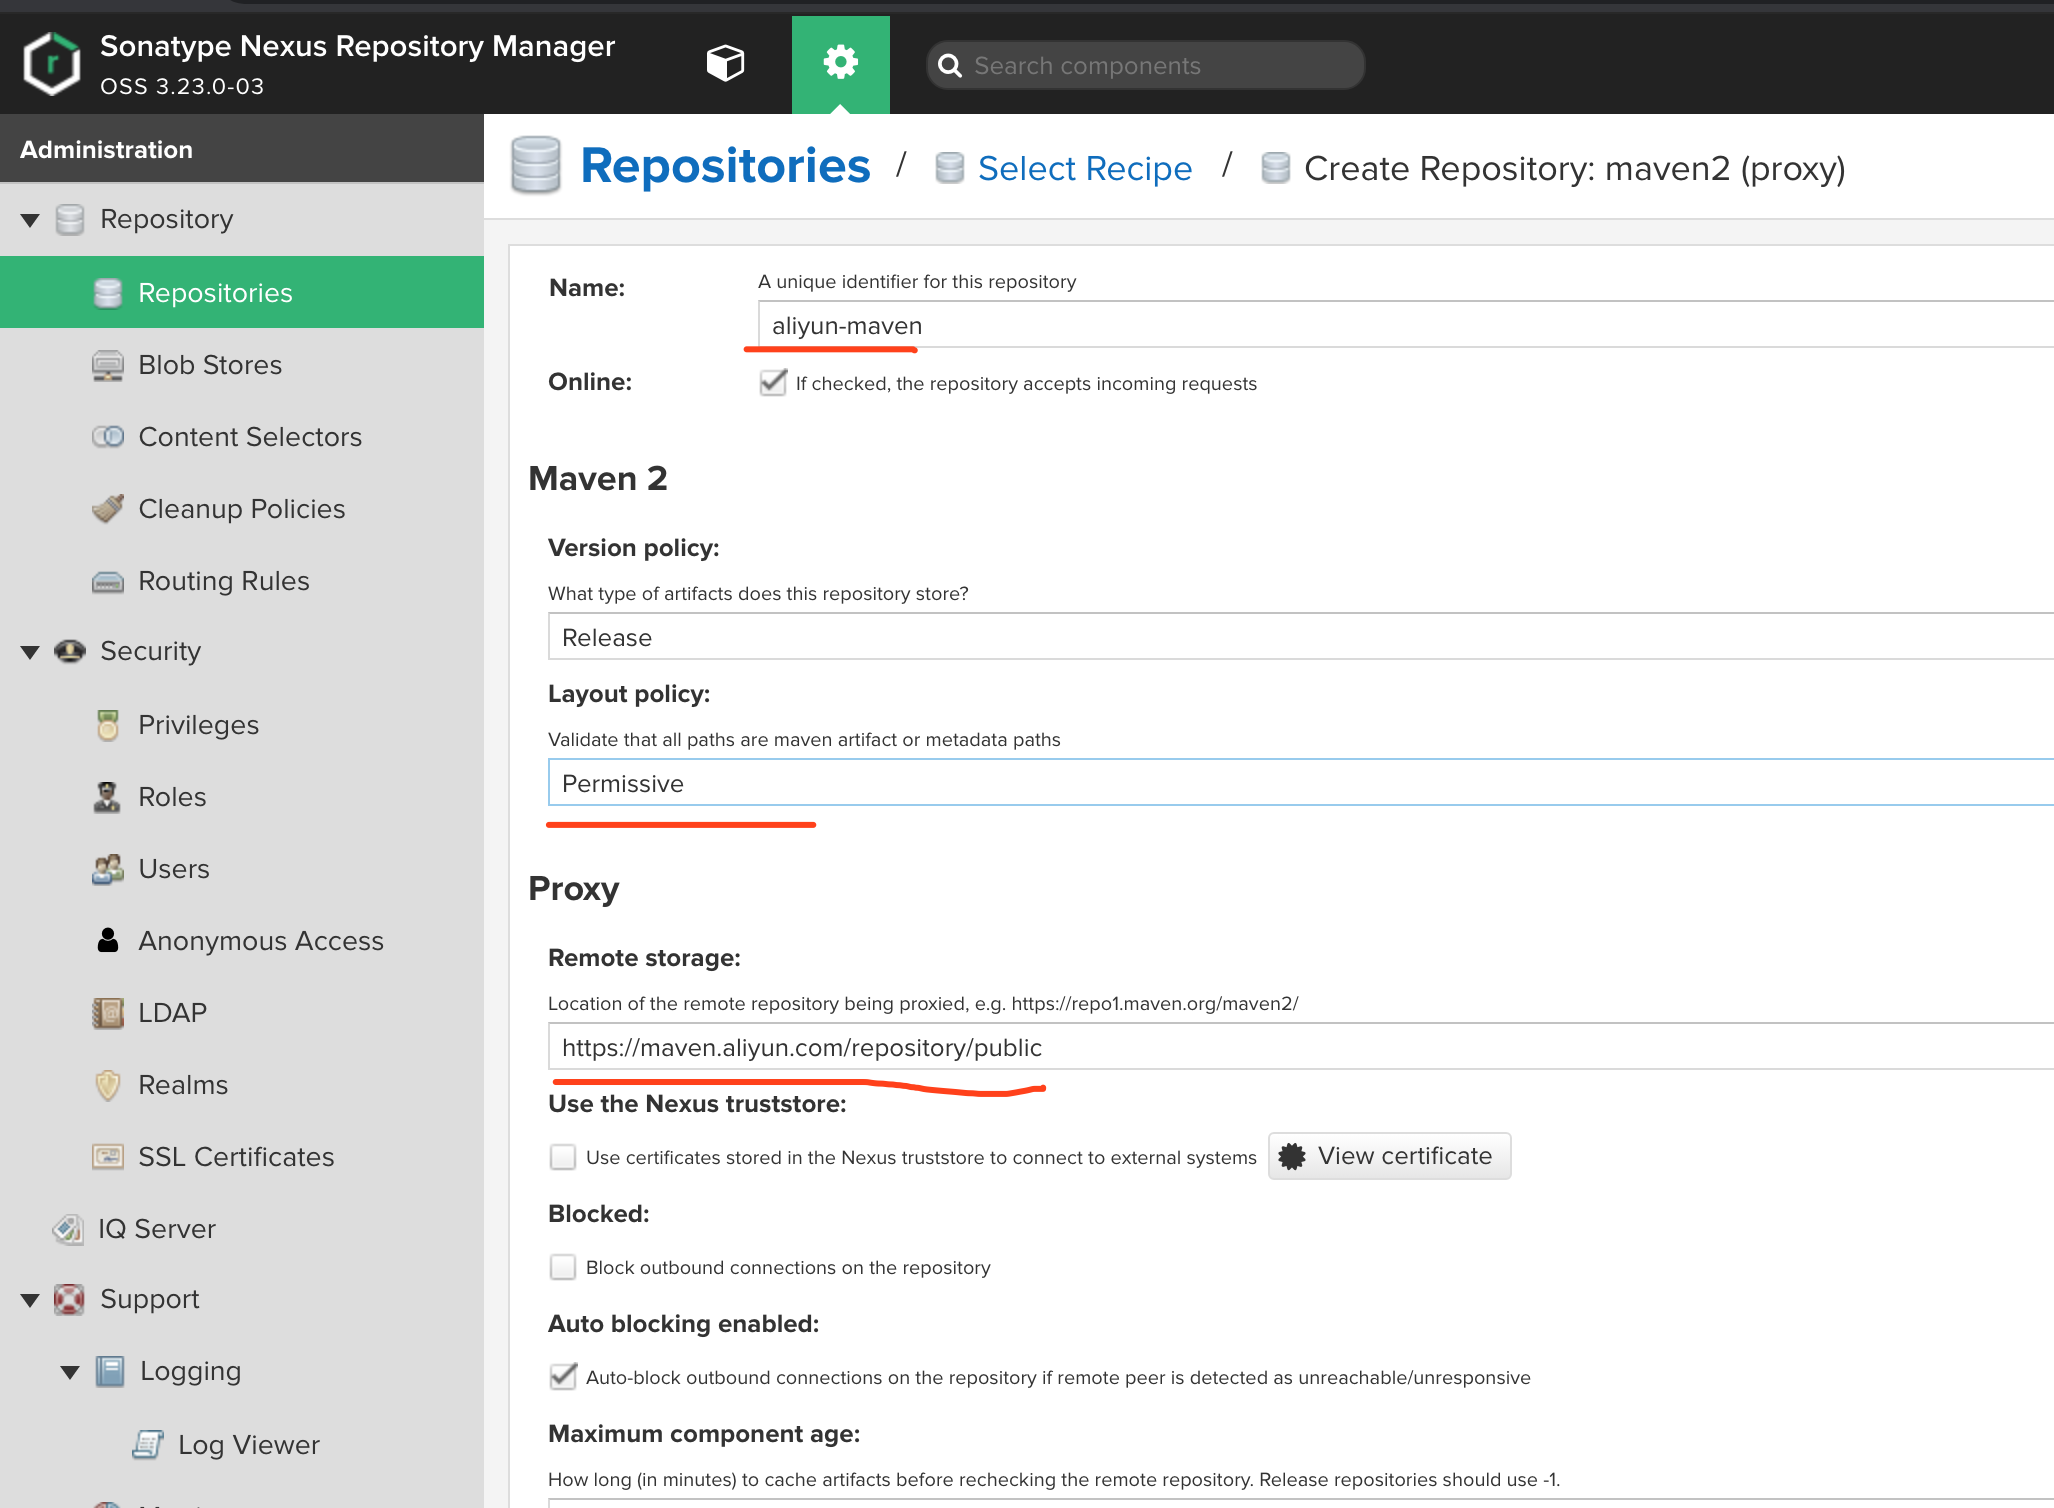 Sonatype Nexus Repository Manager
OSS 3.23.0-03
Search components
Administration
Repository
Repositories
Blob Stores
Content Selectors
Cleanup Policies
Routing Rules
Security
Privileges
Roles
Users
Anonymous Access
LDAP
Realms
SSL Certificates
IQ Server
Support
Logging
Log Viewer
Repositories / Select Recipe / Create Repository: maven2 (proxy)
Name:
A unique identifier for this repository
aliyun-maven
Online:
If checked, the repository accepts incoming requests
Maven 2
Version policy:
What type of artifacts does this repository store?
Release
Layout policy:
Validate that all paths are maven artifact or metadata paths
Permissive
Proxy
Remote storage:
Location of the remote repository being proxied, e.g. https://repo1.maven.org/maven2/
https://maven.aliyun.com/repository/public
Use the Nexus truststore:
Use certificates stored in the Nexus truststore to connect to external systems
View certificate
Blocked:
Block outbound connections on the repository
Auto blocking enabled:
Auto-block outbound connections on the repository if remote peer is detected as unreachable/unresponsive
Maximum component age:
How long (in minutes) to cache artifacts before rechecking the remote repository. Release repositories should use -1.